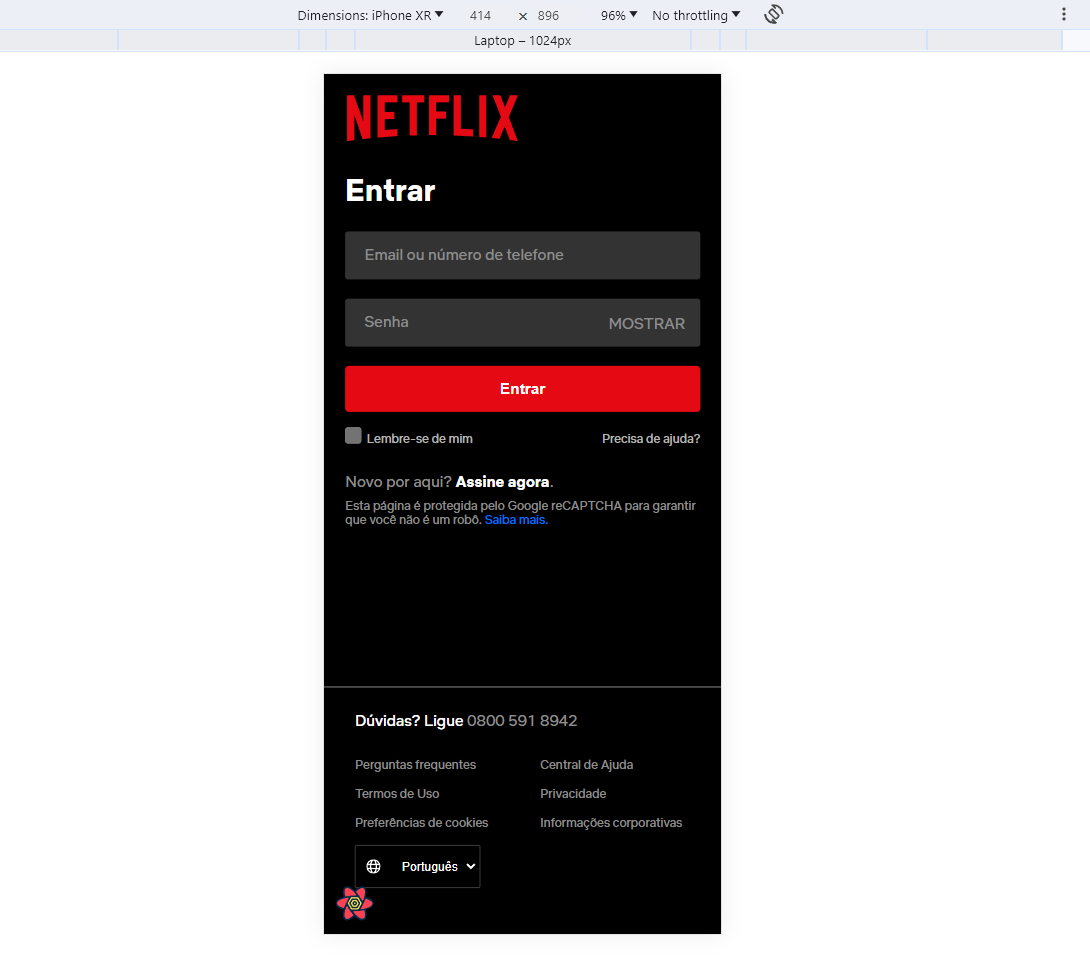 Dimensions: iPhone XR 414 × 896 96% No throttling
Laptop – 1024px
NETFLIX
Entrar
Email ou número de telefone
Senha MOSTRAR
Entrar
Lembre-se de mim Precisa de ajuda?
Novo por aqui? Assine agora.
Esta página é protegida pelo Google reCAPTCHA para garantir
que você não é um robô. Saiba mais.
Dúvidas? Ligue 0800 591 8942
Perguntas frequentes Central de Ajuda
Termos de Uso Privacidade
Preferências de cookies Informações corporativas
Português